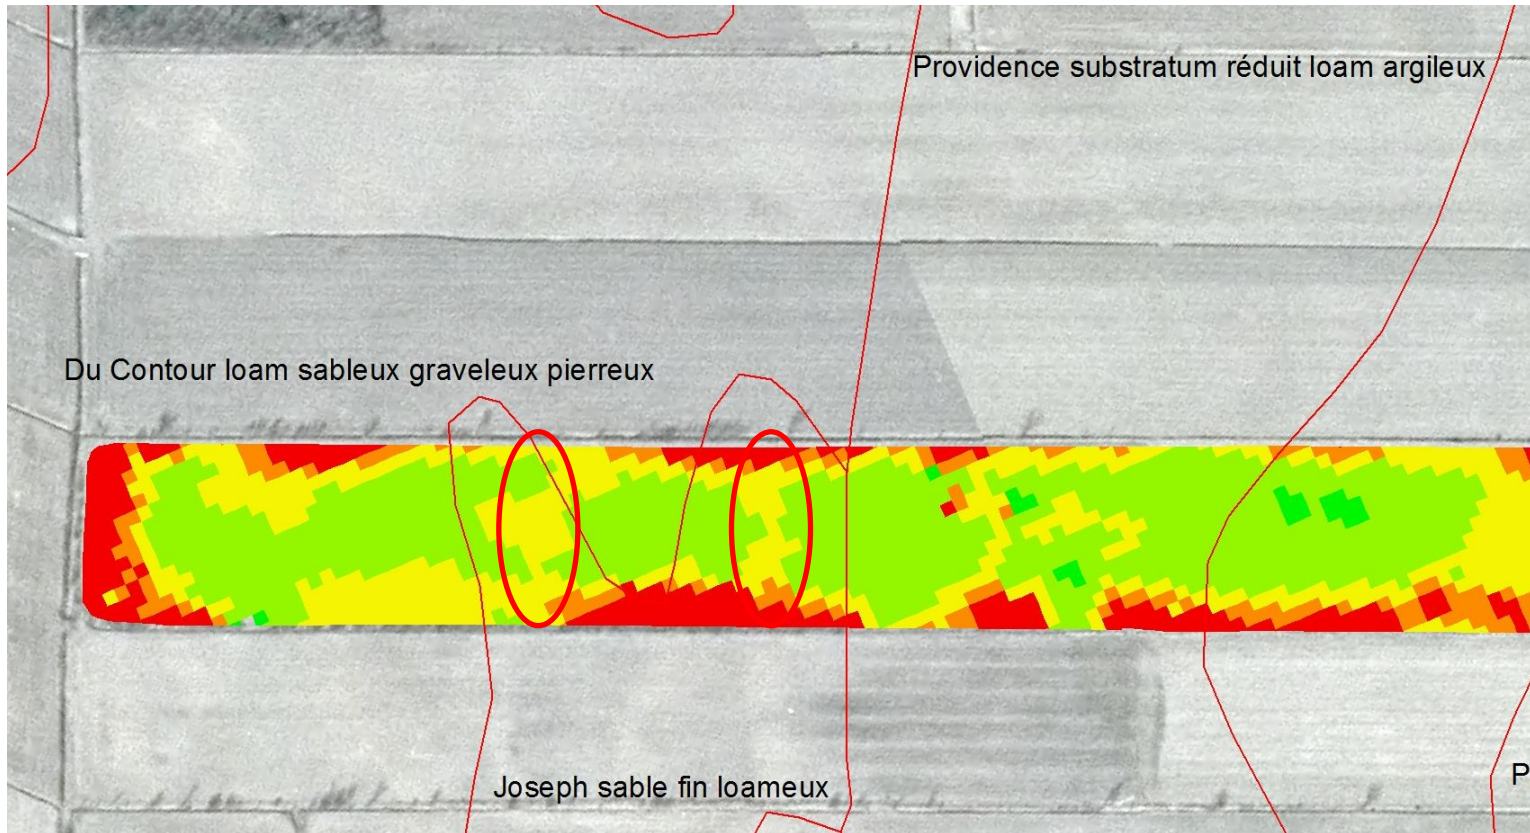 Providence substratum réduit loam argileux
Du Contour loam sableux graveleux pierreux
Joseph sable fin loameux
P